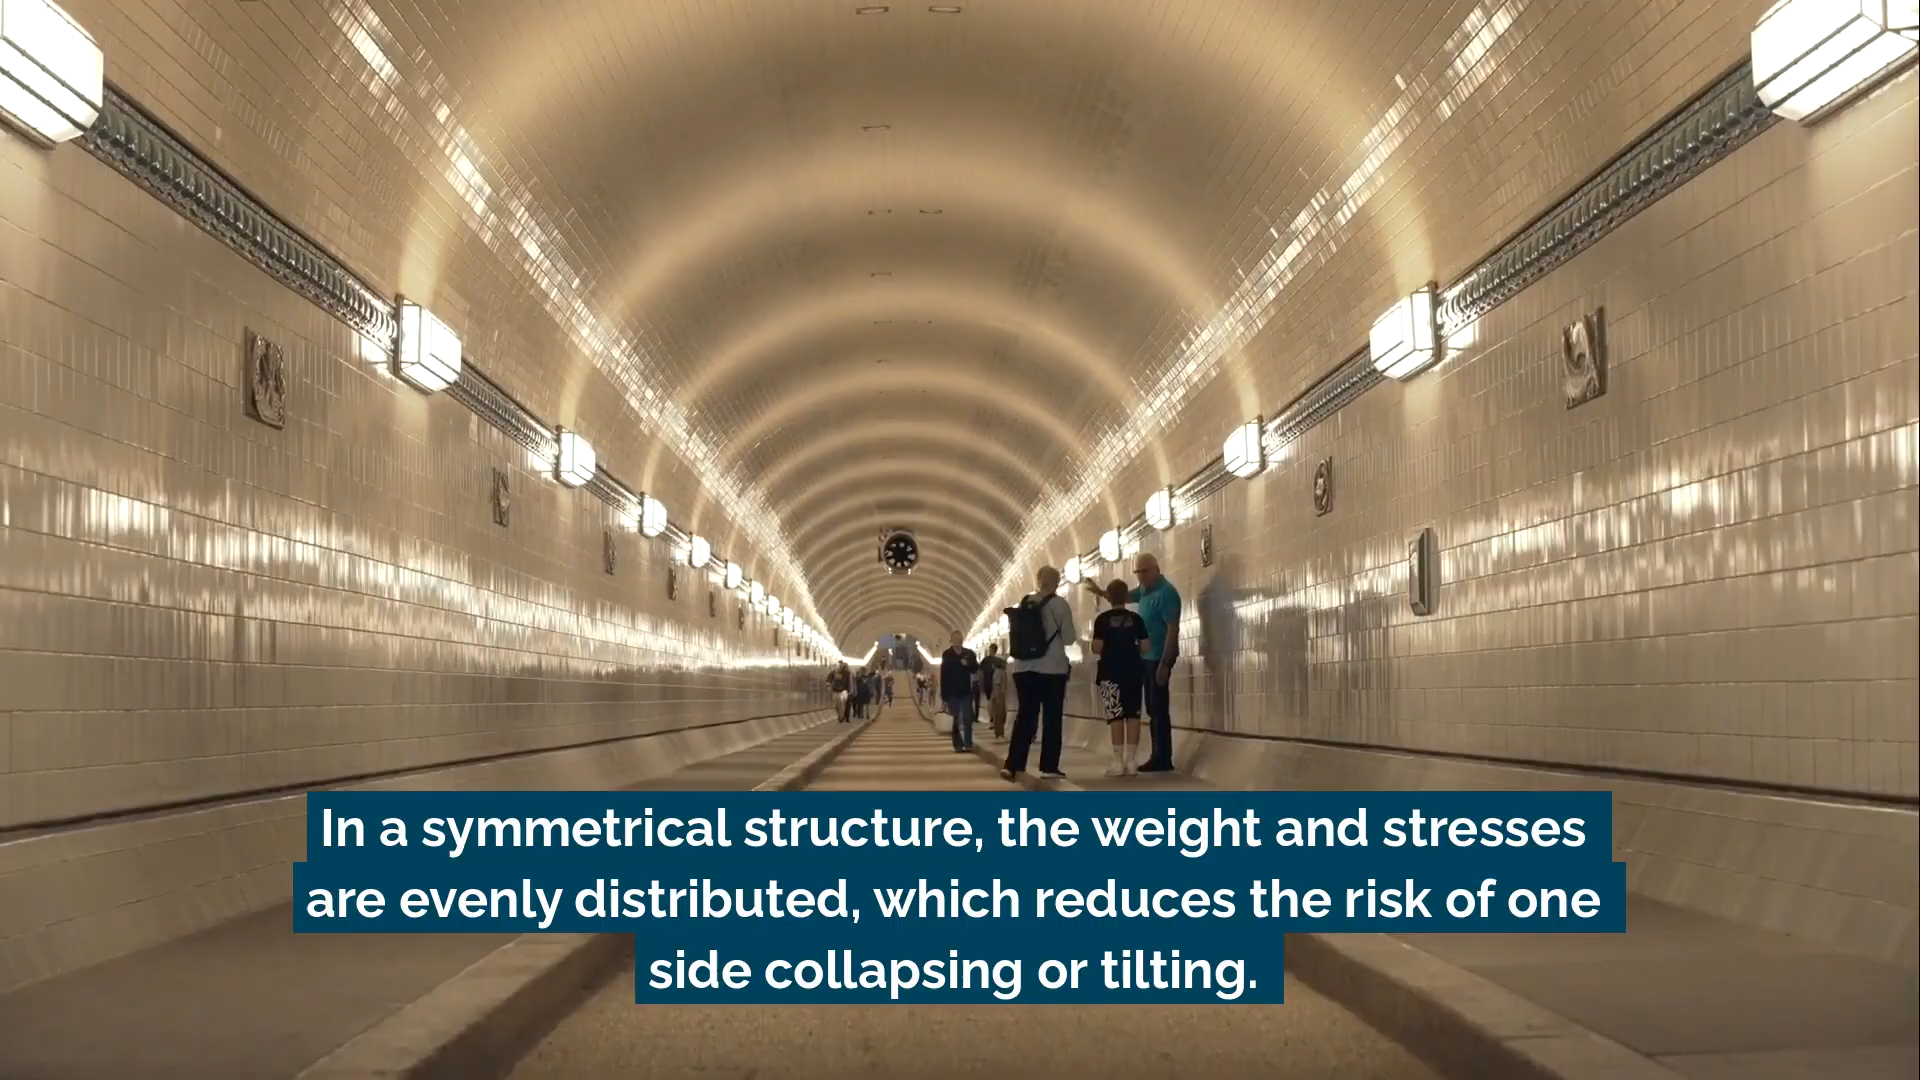 In a symmetrical structure, the weight and stresses
are evenly distributed, which reduces the risk of one
side collapsing or tilting.